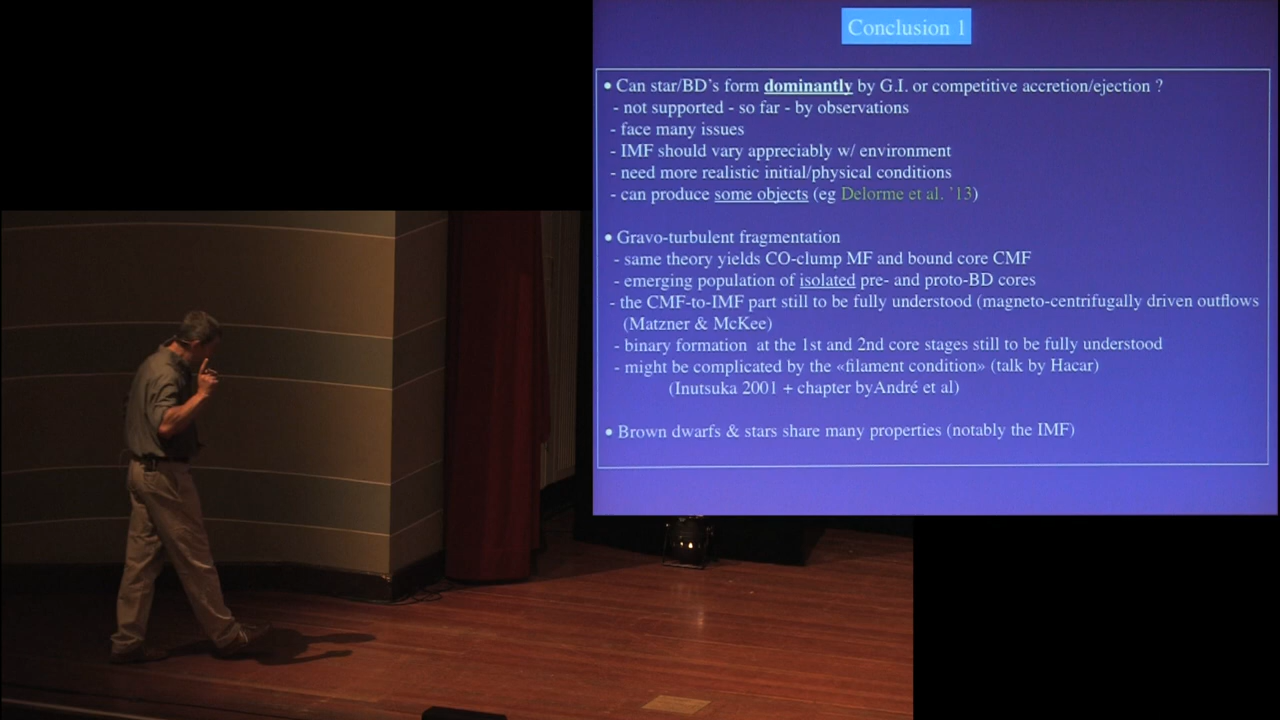 Conclusion 1
• Can star/BD's form dominantly by G.I. or competitive accretion/ejection ?
- not supported - so far - by observations
- face many issues
- IMF should vary appreciably w/ environment
- need more realistic initial/physical conditions
- can produce some objects (eg Delorme et al. '13)
• Gravo-turbulent fragmentation
- same theory yields CO-clump MF and bound core CMF
- emerging population of isolated pre- and proto-BD cores
- the CMF-to-IMF part still to be fully understood (magneto-centrifugally driven outflows
(Matzner & McKee)
- binary formation at the 1st and 2nd core stages still to be fully understood
- might be complicated by the «filament condition» (talk by Hacar)
(Inutsuka 2001 + chapter byAndré et al)
• Brown dwarfs & stars share many properties (notably the IMF)